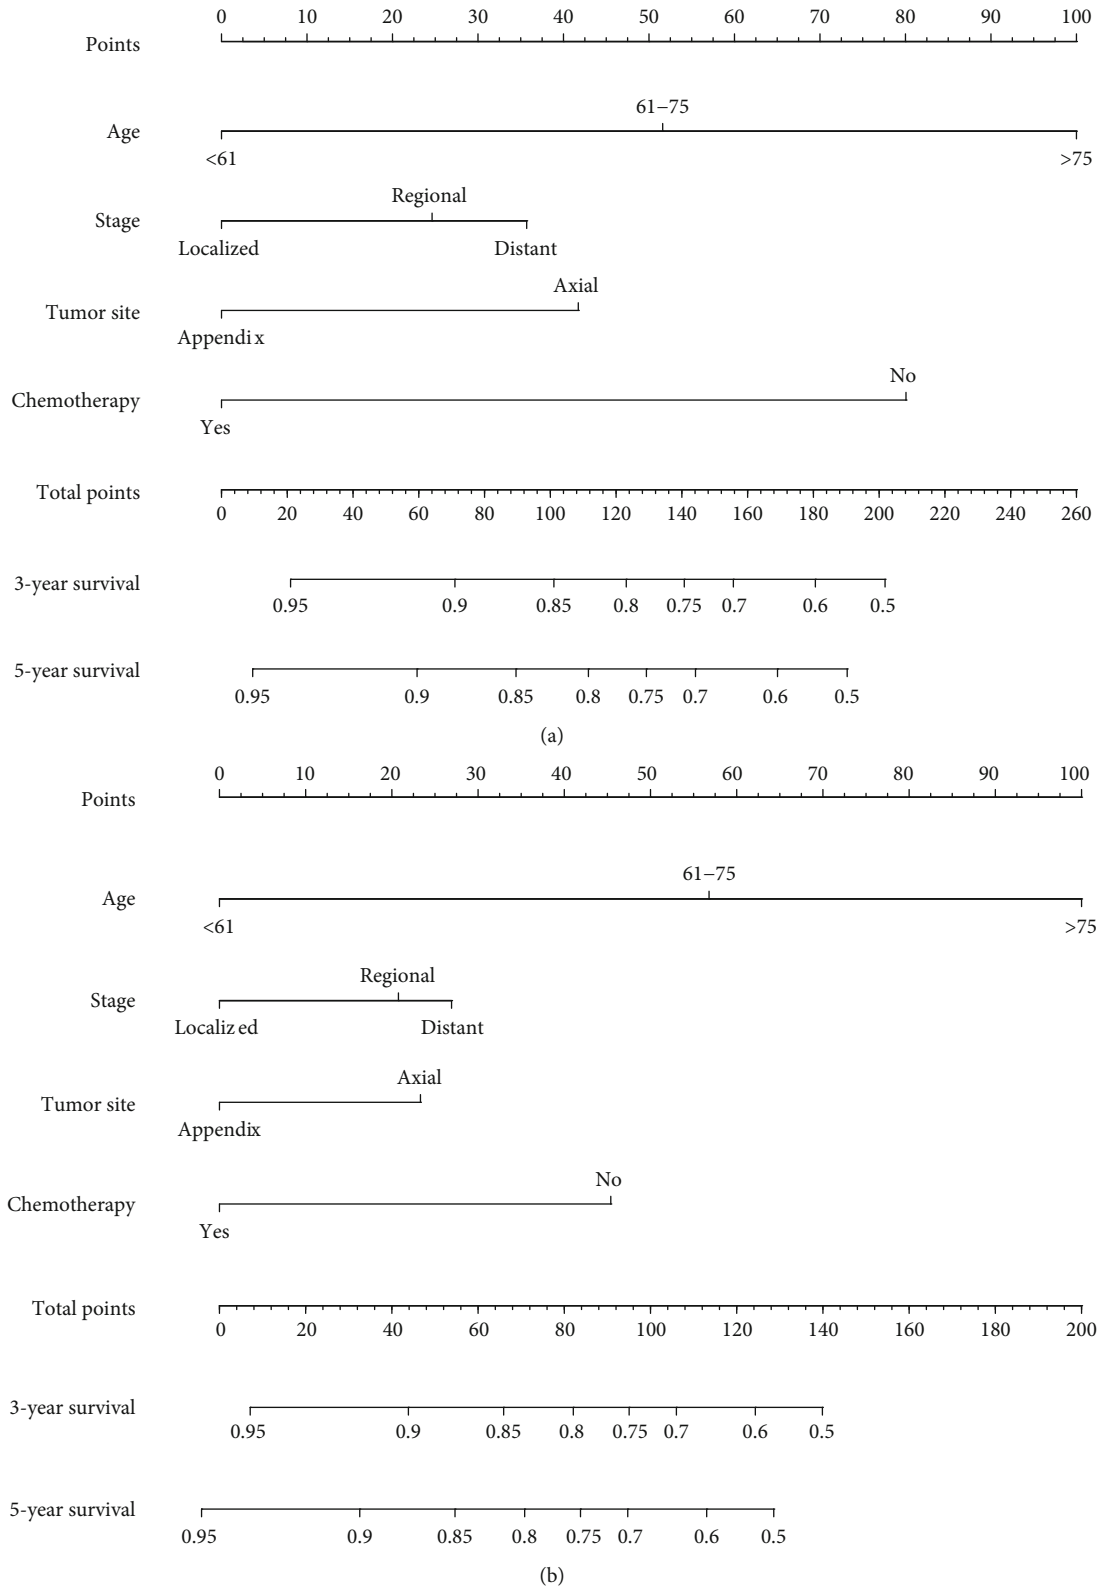 0 10 20 30 40 50 60 70 80 90 100
Points
61–75
Age
<61 >75
Regional
Stage
Localized Distant
Axial
Tumor site
Appendix
No
Chemotherapy
Yes
Total points
0 20 40 60 80 100 120 140 160 180 200 220 240 260
3-year survival
0.95 0.9 0.85 0.8 0.75 0.7 0.6 0.5
5-year survival
0.95 0.9 0.85 0.8 0.75 0.7 0.6 0.5
(a)
0 10 20 30 40 50 60 70 80 90 100
Points
61–75
Age
<61 >75
Regional
Stage
Localized Distant
Axial
Tumor site
Appendix
No
Chemotherapy
Yes
Total points
0 20 40 60 80 100 120 140 160 180 200
3-year survival
0.95 0.9 0.85 0.8 0.75 0.7 0.6 0.5
5-year survival
0.95 0.9 0.85 0.8 0.75 0.7 0.6 0.5
(b)